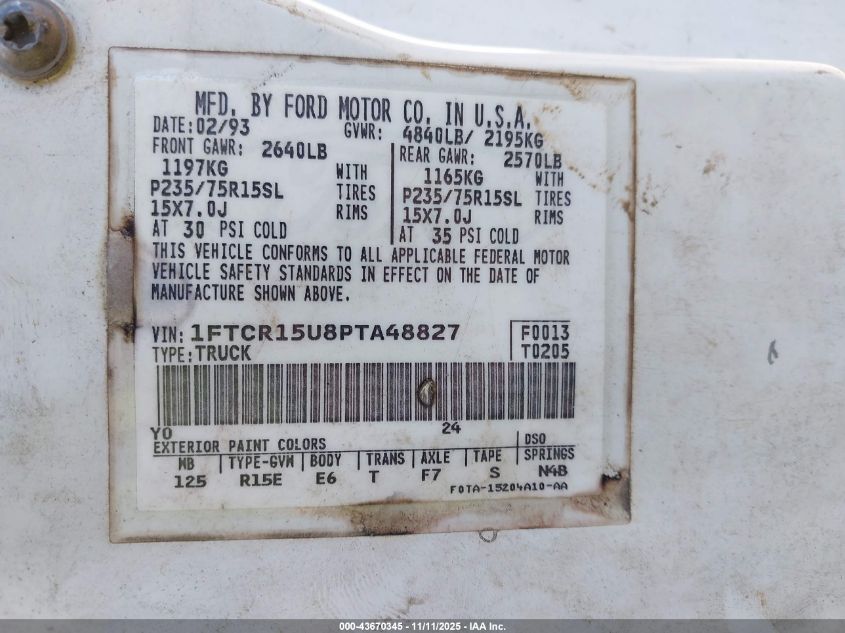 MFD. BY FORD MOTOR CO. IN U.S.A.
DATE: 02/93 GVWR: 4840LB/ 2195KG
FRONT GAWR: 2640LB
1197KG WITH
P235/75R15SL TIRES
15X7.0J RIMS
AT 30 PSI COLD
REAR GAWR: 2570LB
1165KG WITH
P235/75R15SL TIRES
15X7.0J RIMS
AT 35 PSI COLD
THIS VEHICLE CONFORMS TO ALL APPLICABLE FEDERAL MOTOR
VEHICLE SAFETY STANDARDS IN EFFECT ON THE DATE OF
MANUFACTURE SHOWN ABOVE.
VIN: 1FTCR15U8PTA48827 F0013
TYPE: TRUCK T0205
YO 24
EXTERIOR PAINT COLORS DSO
WB TYPE-GVW BODY TRANS AXLE TAPE SPRINGS
125 R15E E6 T F7 S N4B
F0TA-15204A10-AA
000-43670345 - 11/11/2025 - IAA Inc.